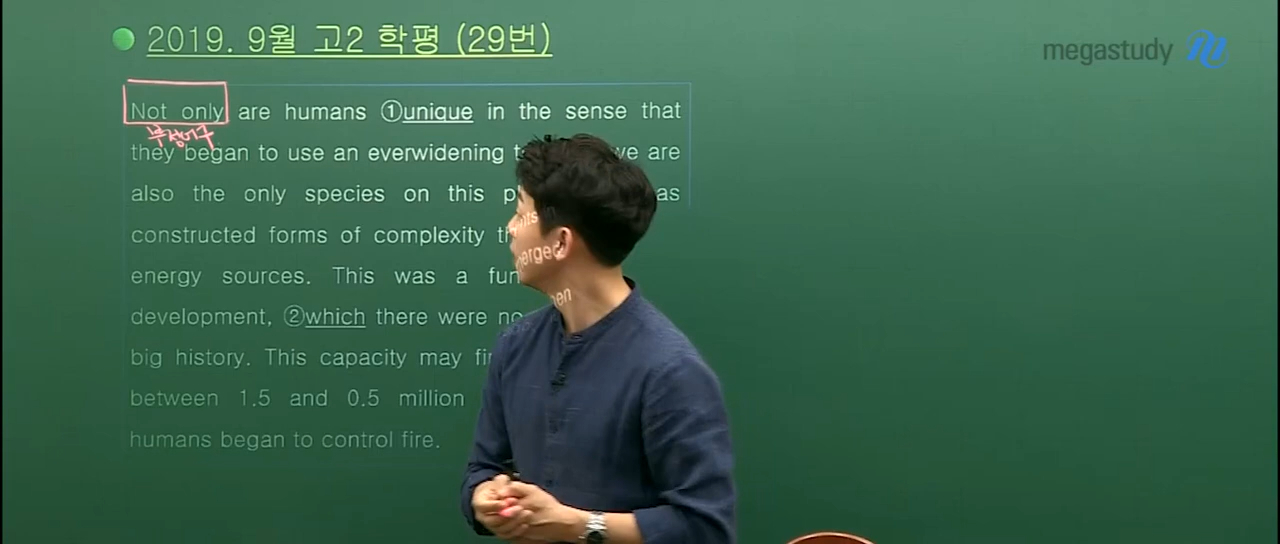 2019. 9월 고2 학평 (29번)
megastudy
Not only are humans ①unique in the sense that
부정어구
they began to use an everwidening we are
also the only species on this as
constructed forms of complexity
energy sources. This was a
development, ②which there were no
big history. This capacity may
between 1.5 and 0.5 million
humans began to control fire.